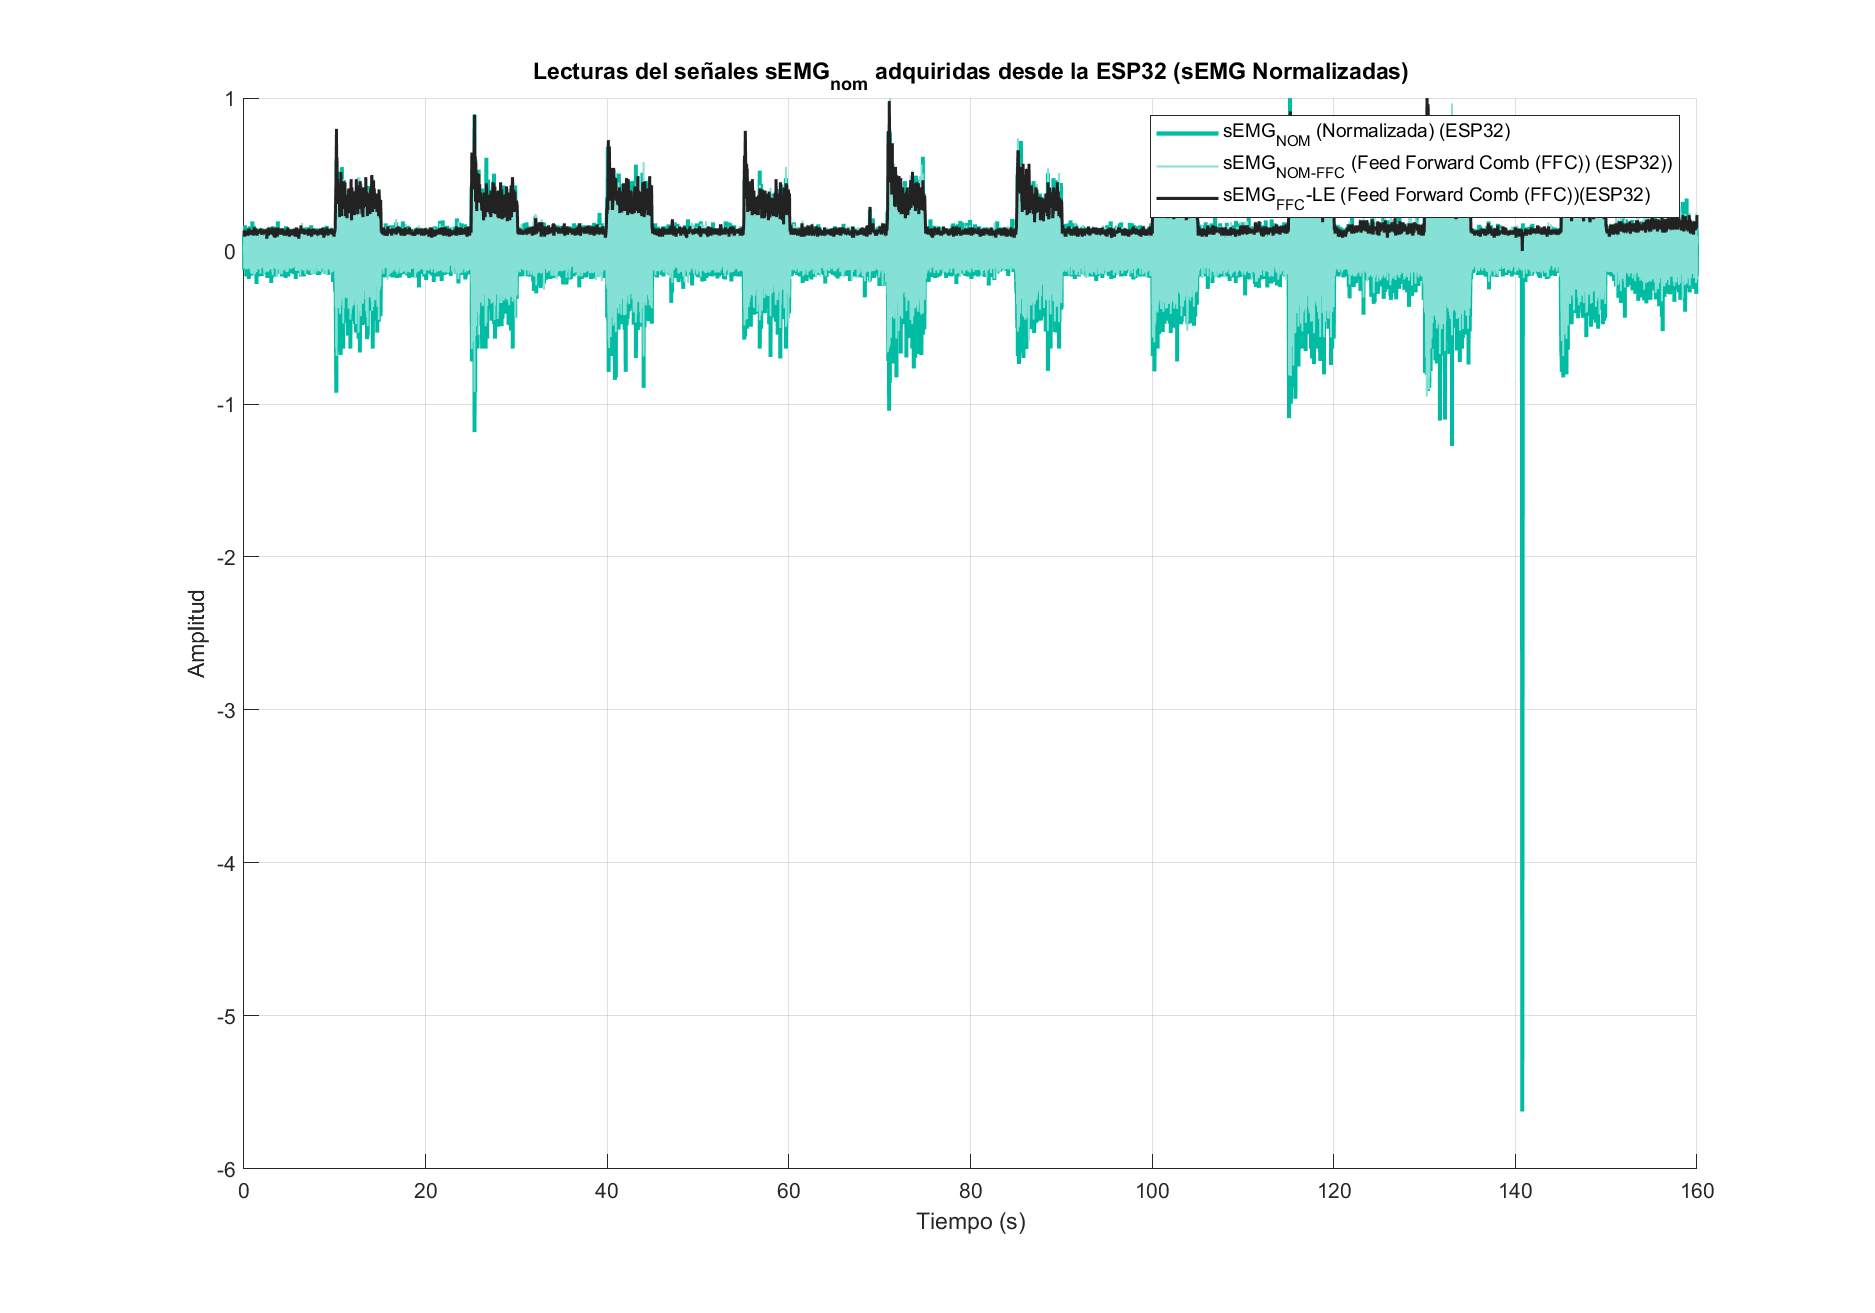 Lecturas del señales sEMGnom adquiridas desde la ESP32 (sEMG Normalizadas)
sEMGNOM (Normalizada) (ESP32)
sEMGNOM-FFC (Feed Forward Comb (FFC)) (ESP32))
sEMGFFC-LE (Feed Forward Comb (FFC))(ESP32)
Amplitud
1
0
-1
-2
-3
-4
-5
-6
0 20 40 60 80 100 120 140 160
Tiempo (s)